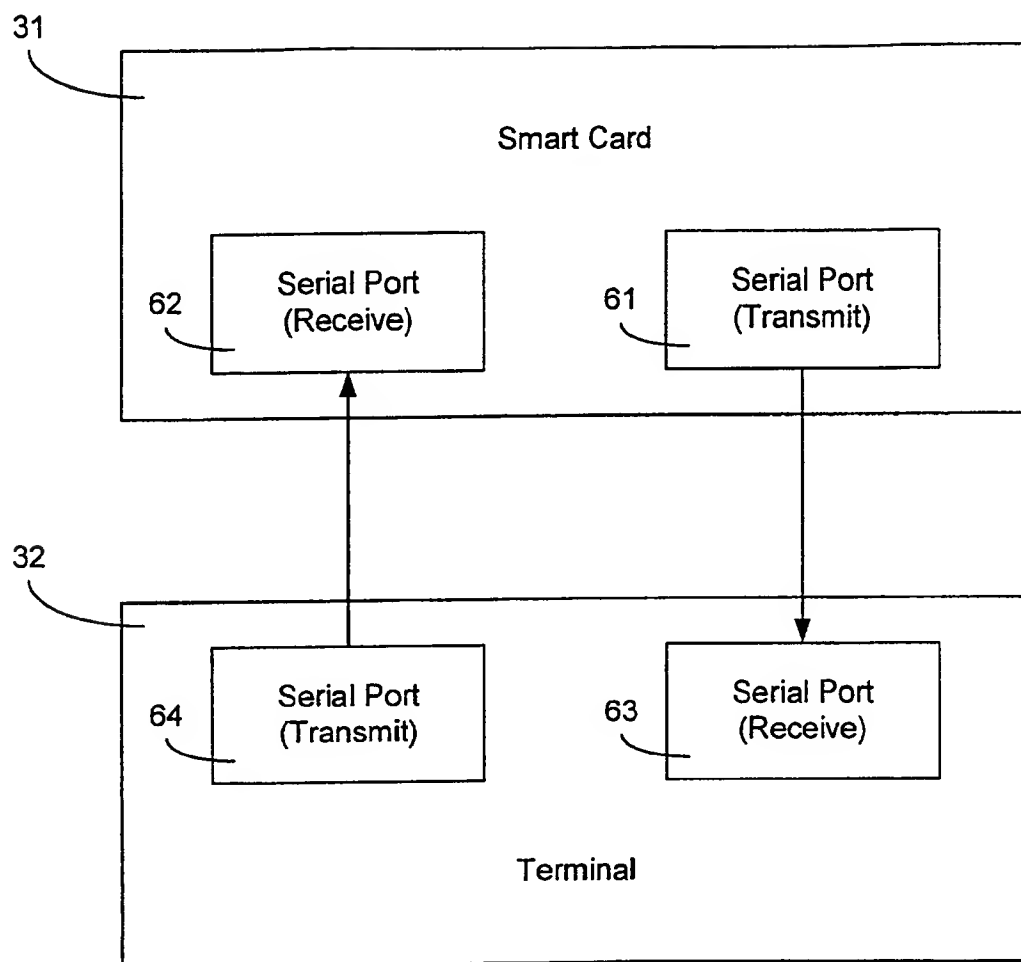 31
Smart Card
62
Serial Port
(Receive)
61
Serial Port
(Transmit)
32
64
Serial Port
(Transmit)
63
Serial Port
(Receive)
Terminal